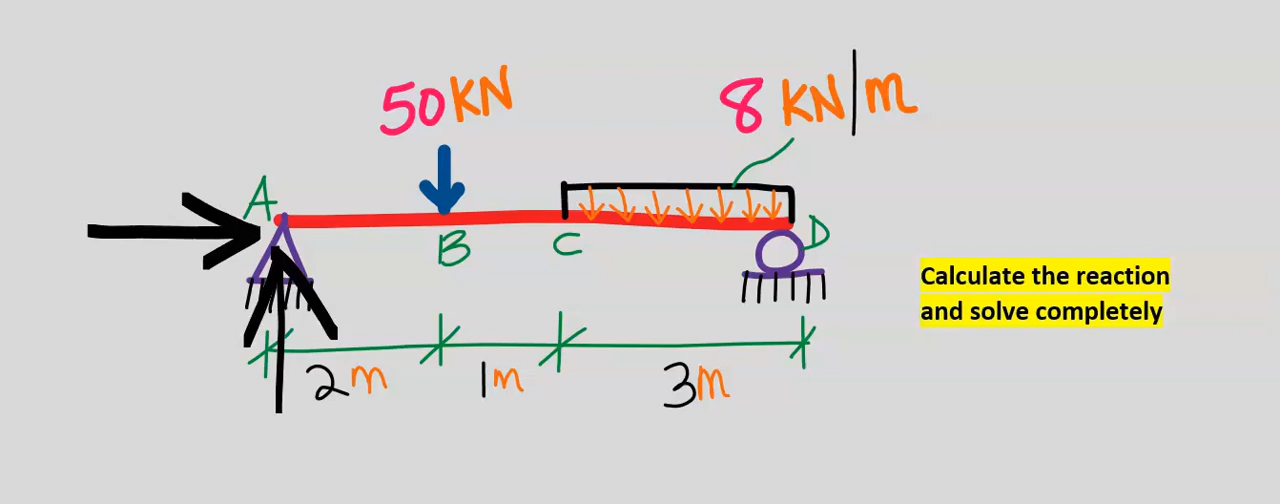 50KN
8 KN/m
A
B
C
D
Calculate the reaction
and solve completely
2m
1m
3m